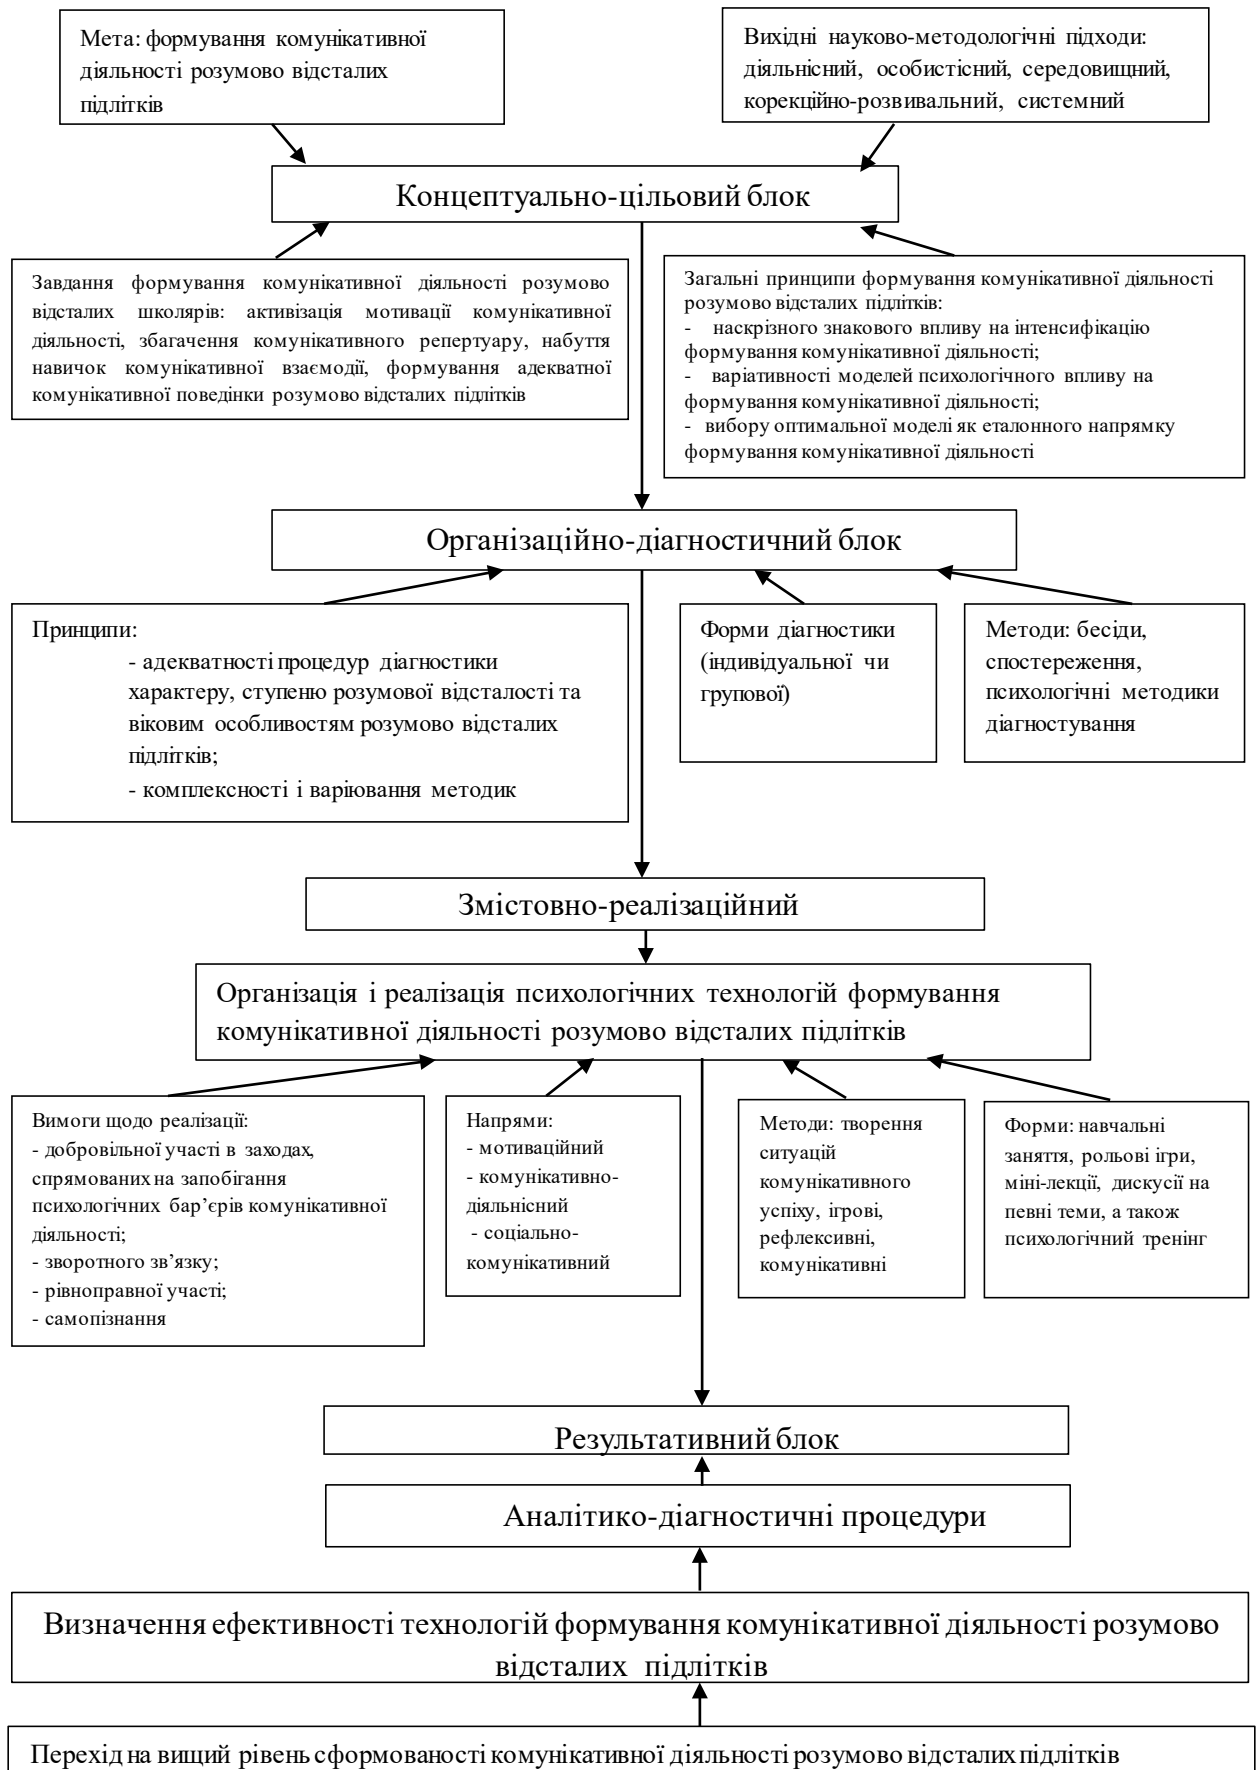 Мета: формування комунікативної
діяльності розумово відсталих
підлітків
Вихідні науково-методологічні підходи:
діяльнісний, особистісний, середовищний,
корекційно-розвивальний, системний
Концептуально-цільовий блок
Завдання формування комунікативної діяльності розумово
відсталих школярів: активізація мотивації комунікативної
діяльності, збагачення комунікативного репертуару, набуття
навичок комунікативної взаємодії, формування адекватної
комунікативної поведінки розумово відсталих підлітків
Загальні принципи формування комунікативної діяльності
розумово відсталих підлітків:
- наскрізного знакового впливу на інтенсифікацію
формування комунікативної діяльності;
- варіативності моделей психологічного впливу на
формування комунікативної діяльності;
- вибору оптимальної моделі як еталонного напрямку
формування комунікативної діяльності
Організаційно-діагностичний блок
Принципи:
- адекватності процедур діагностики
характеру, ступеню розумової відсталості та
віковим особливостям розумово відсталих
підлітків;
- комплексності і варіювання методик
Форми діагностики
(індивідуальної чи
групової)
Методи: бесіди,
спостереження,
психологічні методики
діагностування
Змістовно-реалізаційний
Організація і реалізація психологічних технологій формування
комунікативної діяльності розумово відсталих підлітків
Вимоги щодо реалізації:
- добровільної участі в заходах,
спрямованих на запобігання
психологічних бар’єрів комунікативної
діяльності;
- зворотного зв’язку;
- рівноправної участі;
- самопізнання
Напрями:
- мотиваційний
- комунікативно-
діяльнісний
- соціально-
комунікативний
Методи: творення
ситуацій
комунікативного
успіху, ігрові,
рефлексивні,
комунікативні
Форми: навчальні
заняття, рольові ігри,
міні-лекції, дискусії на
певні теми, а також
психологічний тренінг
Результативний блок
Аналітико-діагностичні процедури
Визначення ефективності технологій формування комунікативної діяльності розумово
відсталих підлітків
Перехід на вищий рівень сформованості комунікативної діяльності розумово відсталих підлітків